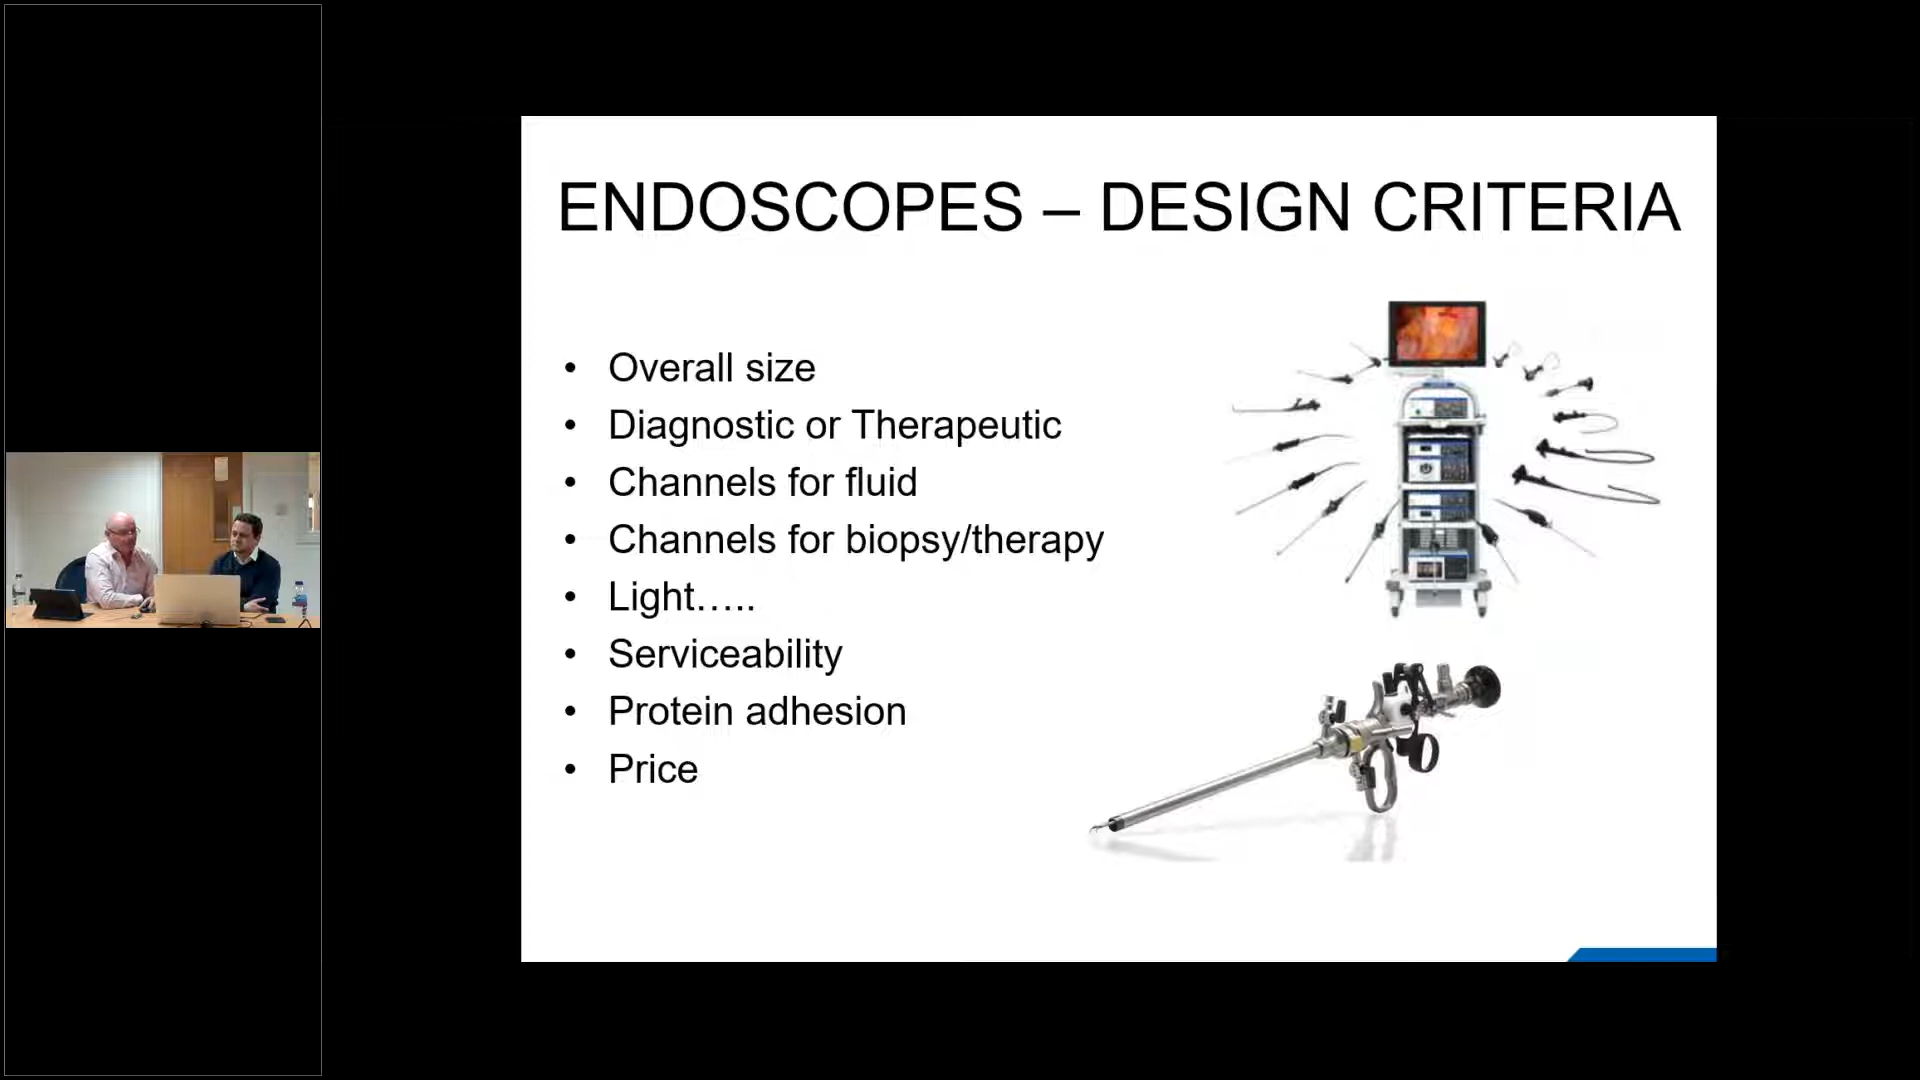 ENDOSCOPES – DESIGN CRITERIA
• Overall size
• Diagnostic or Therapeutic
• Channels for fluid
• Channels for biopsy/therapy
• Light.....
• Serviceability
• Protein adhesion
• Price